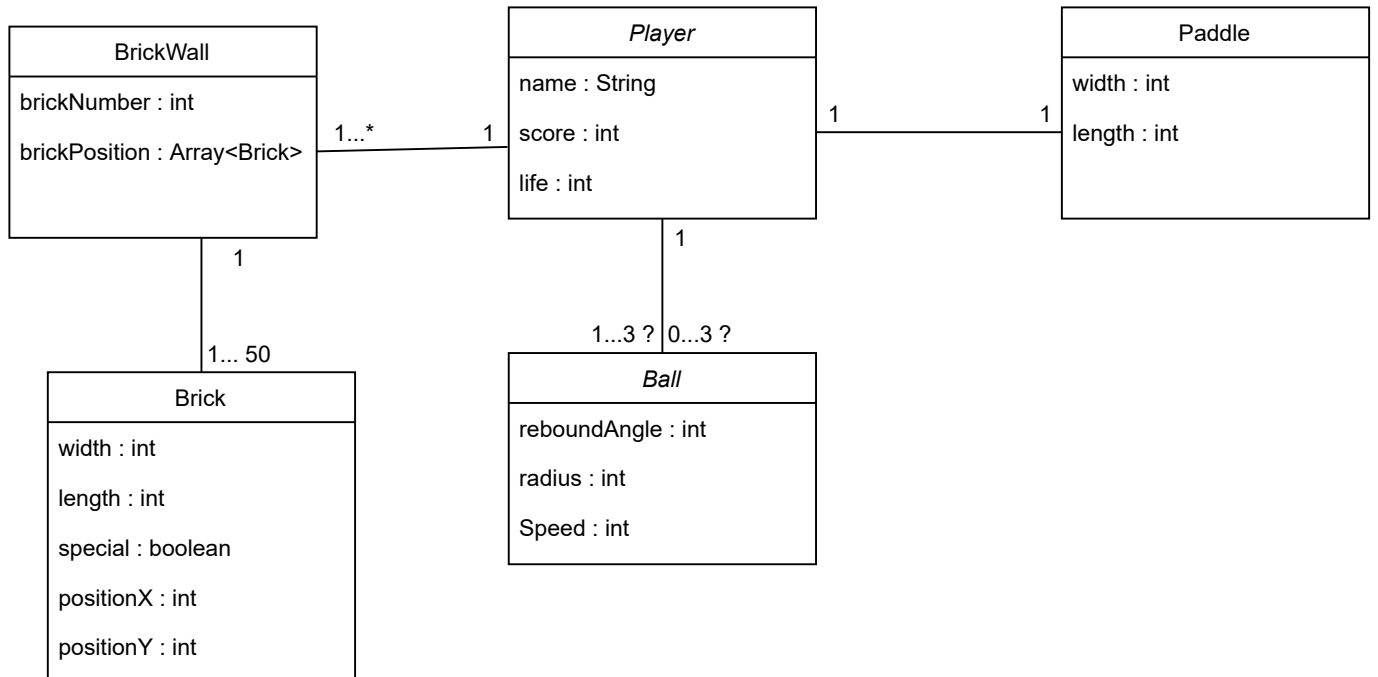 BrickWall
brickNumber : int
brickPosition : Array<Brick>
1...*
1
Player
name : String
score : int
life : int
1
1
Paddle
width : int
length : int
1
1... 50
Brick
width : int
length : int
special : boolean
positionX : int
positionY : int
1
1...3 ?
0...3 ?
Ball
reboundAngle : int
radius : int
Speed : int